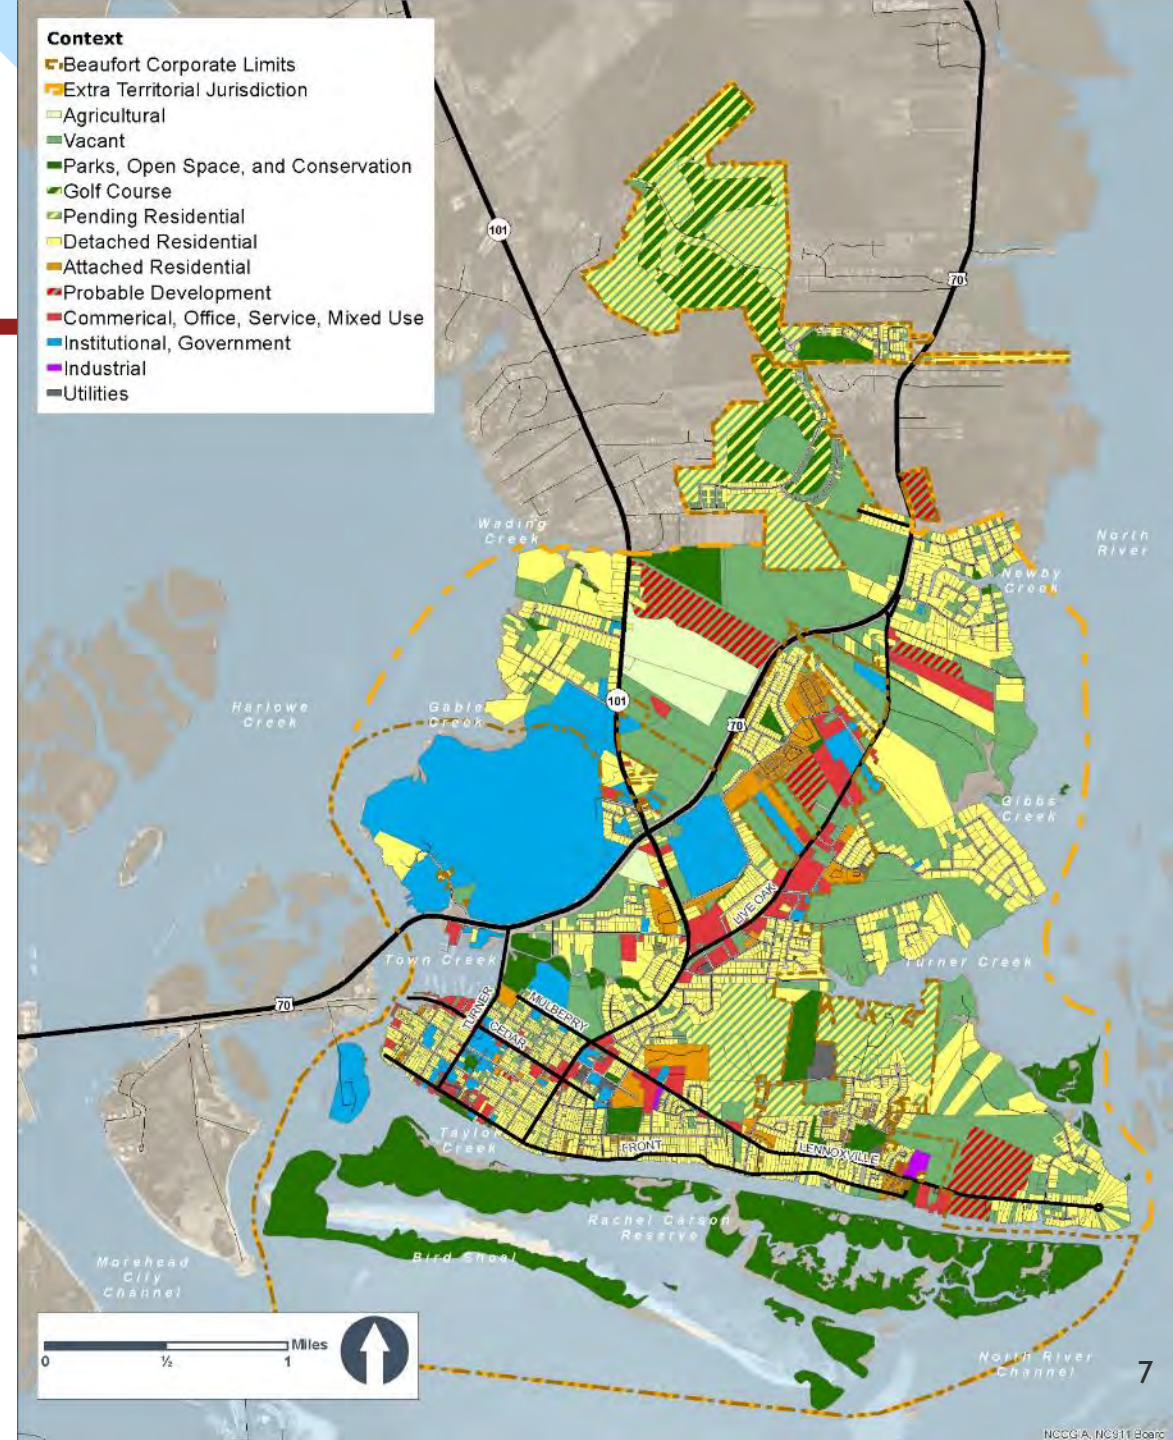 Context
Beaufort Corporate Limits
Extra Territorial Jurisdiction
Agricultural
Vacant
Parks, Open Space, and Conservation
Golf Course
Pending Residential
Detached Residential
Attached Residential
Probable Development
Commerical, Office, Service, Mixed Use
Institutional, Government
Industrial
Utilities
101
70
Wading
Creek
North
River
Newby
Creek
Harlowe
Creek
Gable
Creek
101
70
Gibbs
Creek
LIVE OAK
Town Creek
Turner Creek
70
TURNER
MULBERRY
CEDAR
Taylor
Creek
FRONT
LENNOXVILLE
Rachel Carson
Reserve
Bird Shoal
Morehead
City
Channel
Miles
0 ½ 1
North River
Channel
7
NCCGIA, NC911 Board